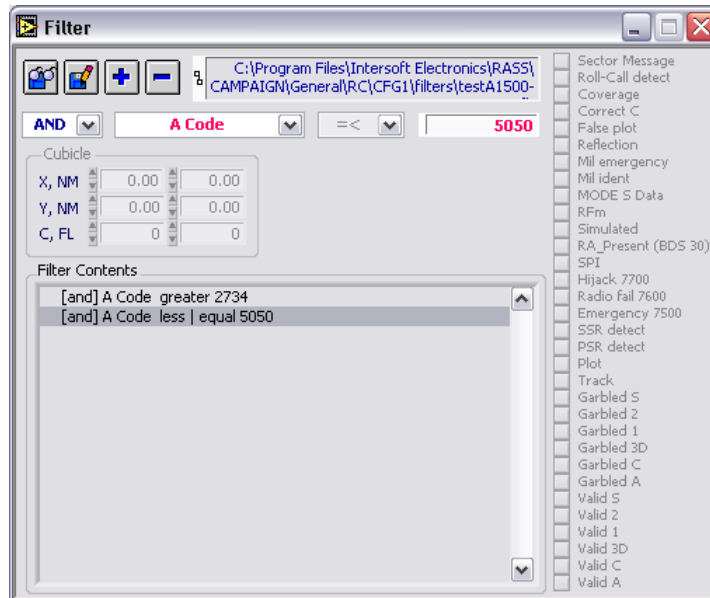 Filter
C:\Program Files\Intersoft Electronics\RASS\
CAMPAIGN\General\RC\CFG1\filters\testA1500-
AND A Code =< 5050
Cubicle
X, NM 0.00 0.00
Y, NM 0.00 0.00
C, FL 0 0
Filter Contents
[and] A Code greater 2734
[and] A Code less | equal 5050
Sector Message
Roll-Call detect
Coverage
Correct C
False plot
Reflection
Mil emergency
Mil ident
MODE S Data
RFm
Simulated
RA_Present (BDS 30)
SPI
Hijack 7700
Radio fail 7600
Emergency 7500
SSR detect
PSR detect
Plot
Track
Garbled S
Garbled 2
Garbled 1
Garbled 3D
Garbled C
Garbled A
Valid S
Valid 2
Valid 1
Valid 3D
Valid C
Valid A